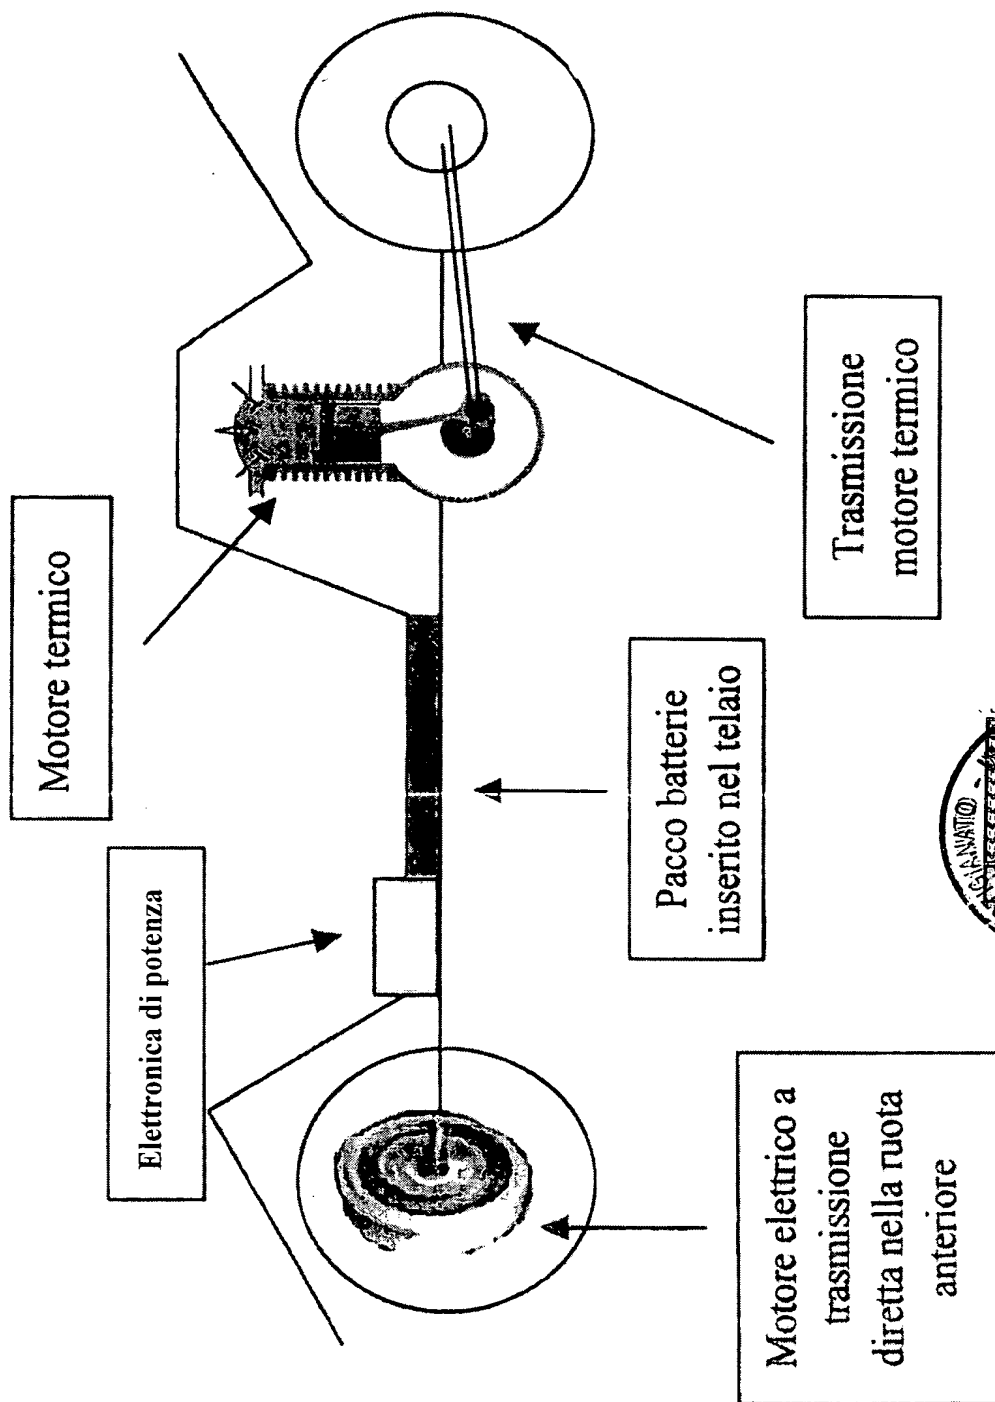 Motore termico
Elettronica di potenza
Pacco batterie
inserito nel telaio
Motore elettrico a
trasmissione
diretta nella ruota
anteriore
Trasmissione
motore termico